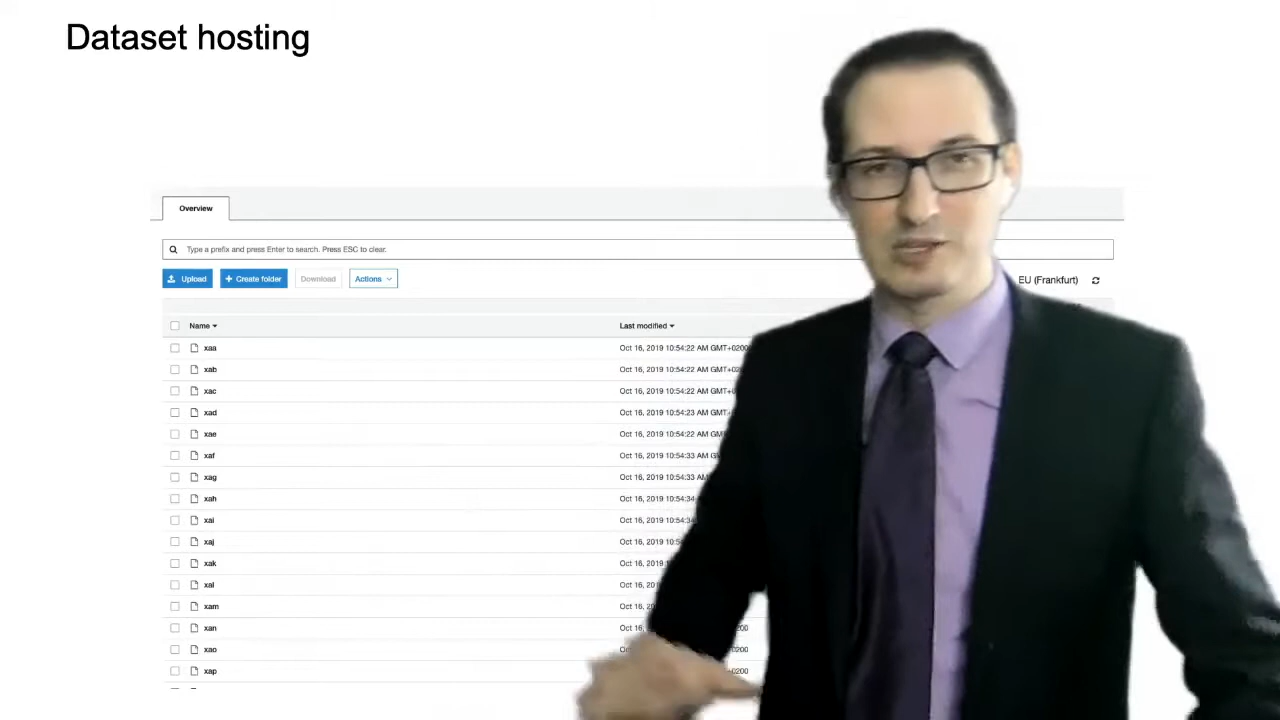 Dataset hosting
Overview
Type a prefix and press Enter to search. Press ESC to clear.
Upload Create folder Download Actions
EU (Frankfurt)
Name Last modified
xaa Oct 16, 2019 10:54:22 AM GMT+0200
xab Oct 16, 2019 10:54:22 AM
xac Oct 16, 2019 10:54:22 AM
xad Oct 16, 2019 10:54:23 AM
xae Oct 16, 2019 10:54:22 AM
xaf Oct 16, 2019 10:54:33 AM
xag Oct 16, 2019 10:54:33 AM
xah Oct 16, 2019 10:54:34
xai Oct 16, 2019 10:54:34
xaj Oct 16, 2019
xak Oct 16, 2019
xal Oct 16,
xam Oct 16,
xan Oct 16,
xao
xap